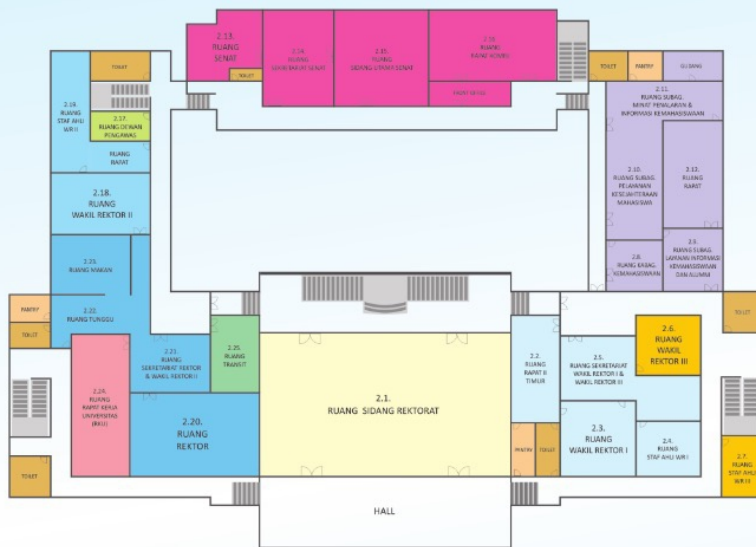 2.13.
RUANG
SENAT
TOILET
2.14.
RUANG
SEKRETARIAT SENAT
2.15.
RUANG
SIDANG UTAMA SENAT
RUANG
RAPAT
TOILET
2.16.
RUANG
STAF AHLI
WR II
2.17.
RUANG DEWAN
PENGAWAS
RUANG
RAPAT
2.18.
RUANG
WAKIL REKTOR II
TOILET
PANTRY
GUDANG
2.11.
RUANG SUBAG.
MINAT PENALARAN &
INFORMASI KEMAHASISWAAN
2.10.
RUANG SUBAG.
PELAYANAN
KESEJAHTERAAN
MAHASISWA
2.12.
RUANG
RAPAT
2.8.
RUANG KABAG.
KEMAHASISWAAN
2.9.
RUANG SUBAG.
LAYANAN INFORMASI
KEMAHASISWAAN
DAN ALUMNI
2.23.
RUANG MAKAN
PANTRY
TOILET
2.22.
RUANG TUNGGU
2.21.
RUANG
SEKRETARIAT REKTOR
& WAKIL REKTOR II
2.25.
RUANG
TRANSIT
2.24.
RUANG
RAPAT KERJA
UNIVERSITAS
(RKU)
2.20.
RUANG
REKTOR
TOILET
2.1.
RUANG SIDANG REKTORAT
HALL
2.2.
RUANG
RAPAT II
TIMUR
PANTRY
TOILET
2.5.
RUANG SEKRETARIAT
WAKIL REKTOR I &
WAKIL REKTOR III
2.6.
RUANG
WAKIL
REKTOR III
TOILET
2.3.
RUANG
WAKIL REKTOR I
2.4.
RUANG
STAF AHLI WR I
2.7.
RUANG
STAF AHLI
WR III